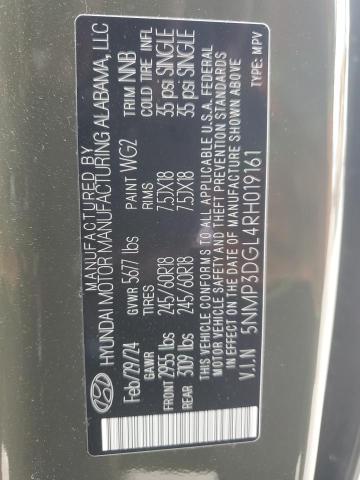 MANUFACTURED BY
HYUNDAI MOTOR MANUFACTURING ALABAMA, LLC
Feb/29/24 GVWR 5677 lbs PAINT WG2 TRIM NNB
GAWR TIRES RIMS COLD TIRE INFL
FRONT 2955 lbs 245/60R18 7.5JX18 35 psi SINGLE
REAR 3109 lbs 245/60R18 7.5JX18 35 psi SINGLE
THIS VEHICLE CONFORMS TO ALL APPLICABLE U.S.A. FEDERAL
MOTOR VEHICLE SAFETY AND THEFT PREVENTION STANDARDS
IN EFFECT ON THE DATE OF MANUFACTURE SHOWN ABOVE.
V.I.N 5NMP3DGL4RH019161 TYPE: MPV